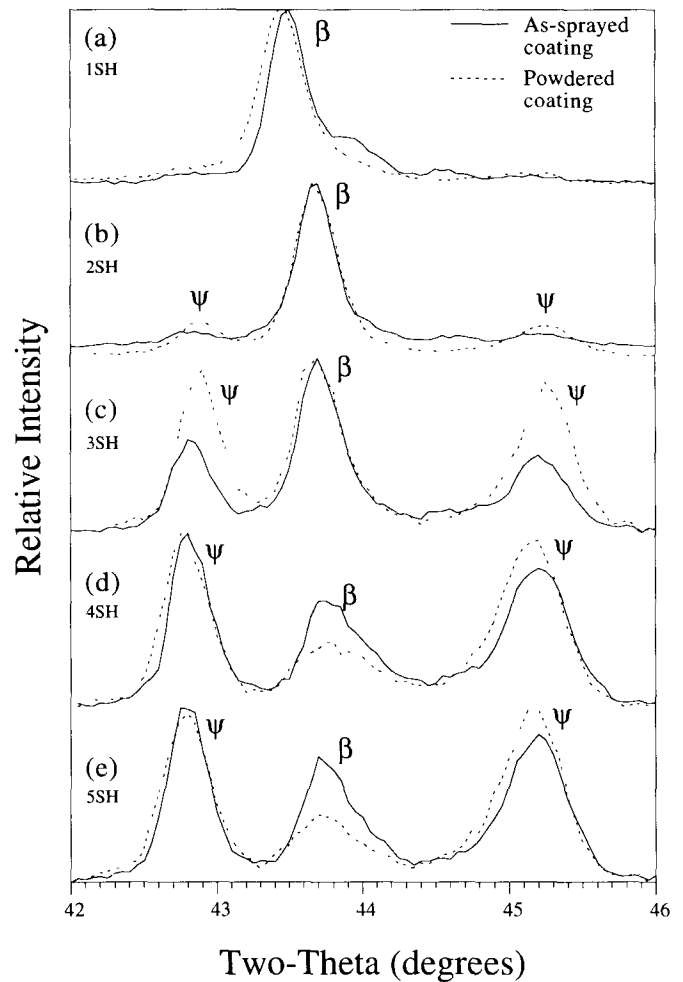 (a)
1SH
β
As-sprayed
coating
Powdered
coating
(b)
2SH
ψ
β
ψ
(c)
3SH
ψ
β
ψ
(d)
4SH
ψ
β
ψ
(e)
5SH
ψ
β
ψ
Relative Intensity
42 43 44 45 46
Two-Theta (degrees)